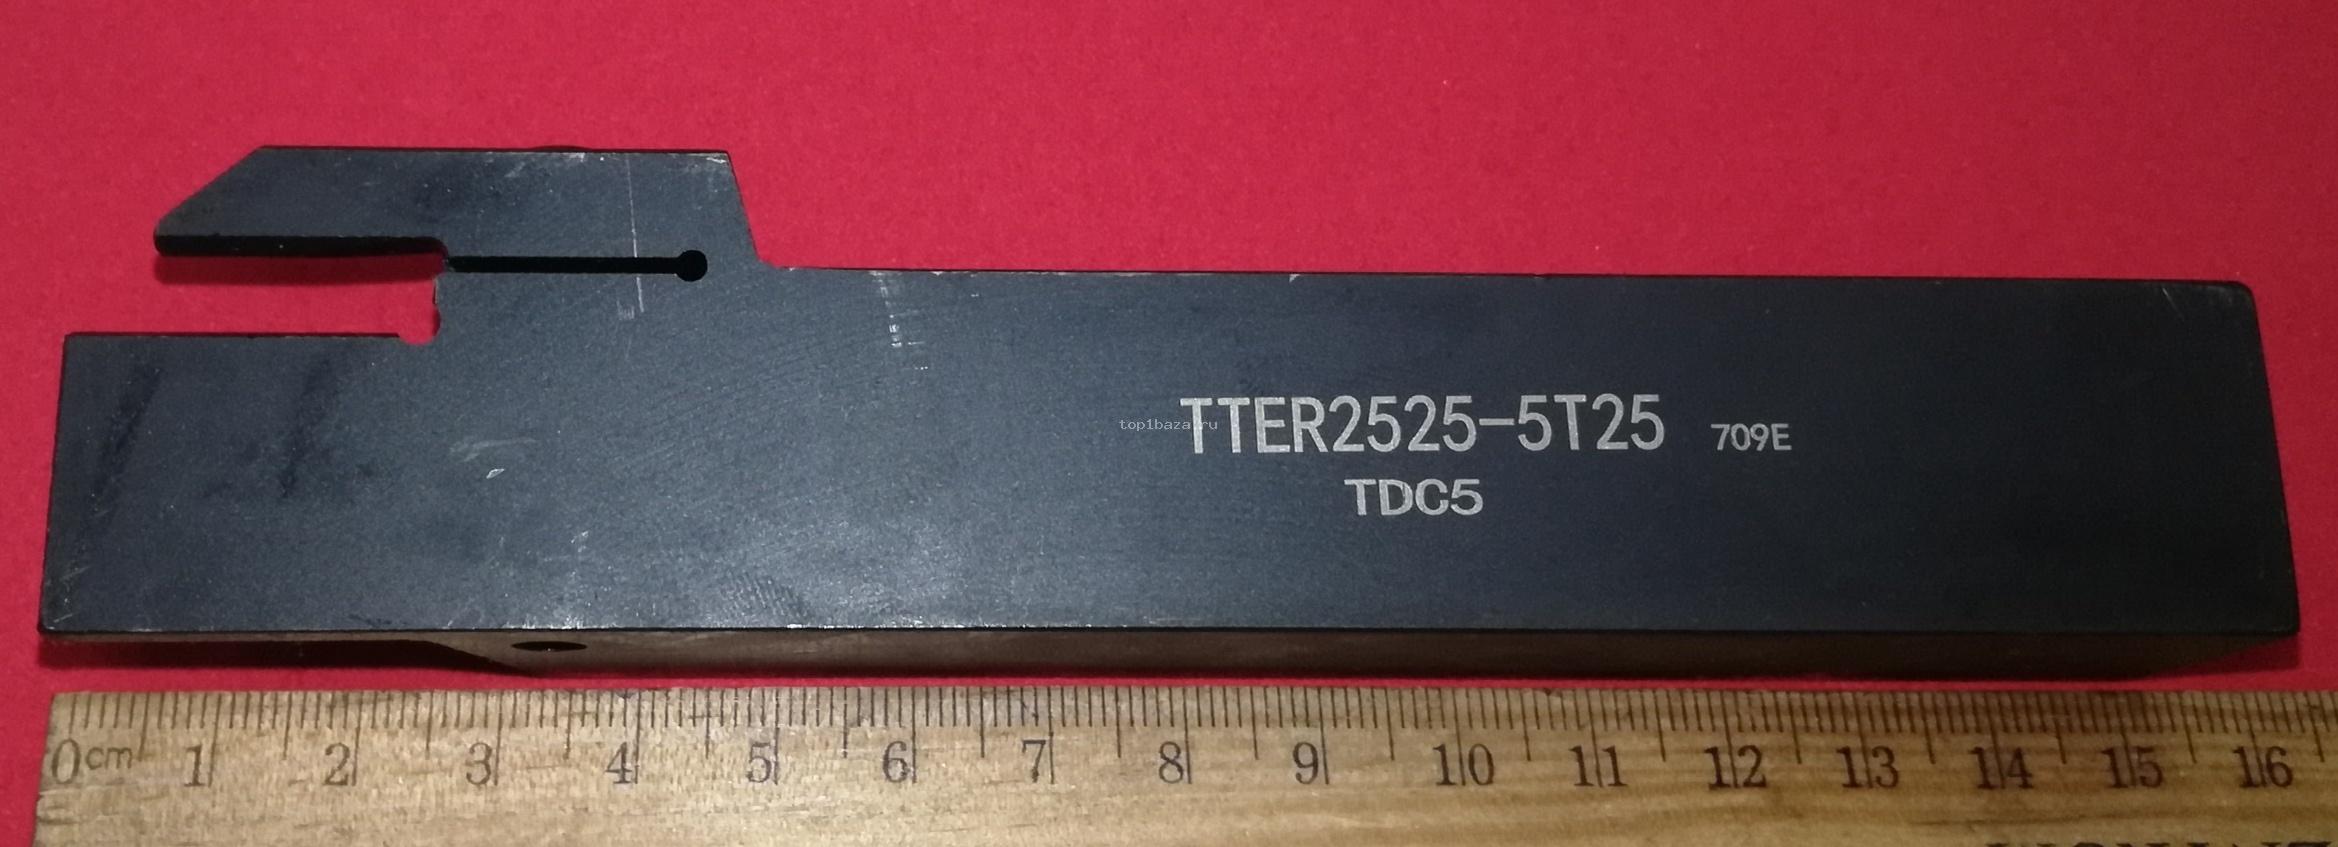 TTER2525-5T25 709E
top1baza.ru
TDC5
0cm 1 2 3 4 5 6 7 8 9 10 11 12 13 14 15 16